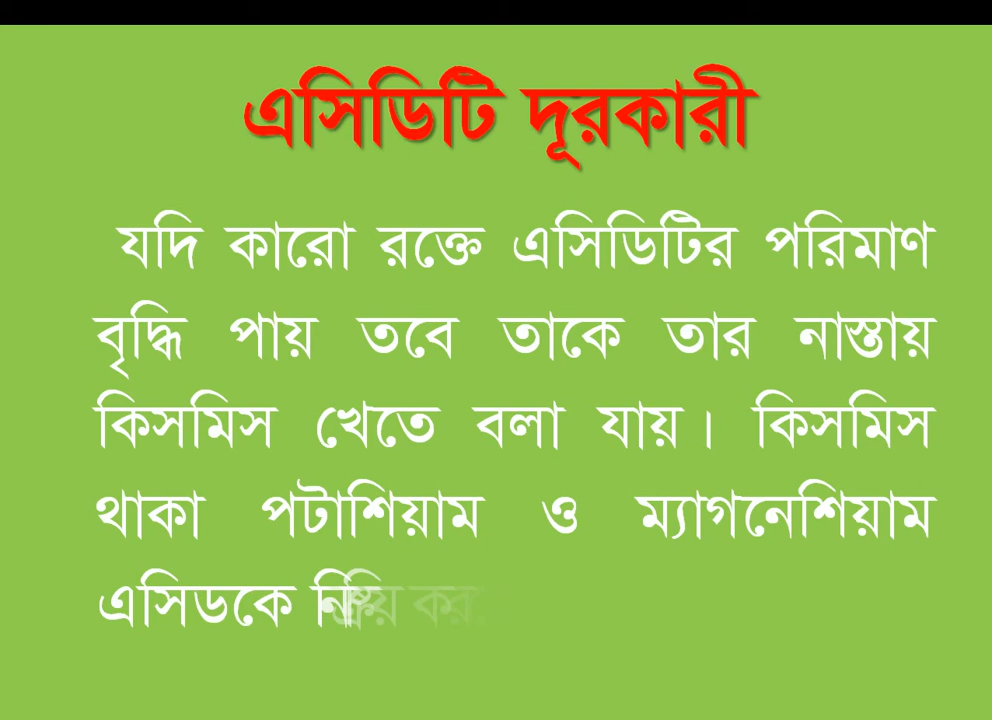 এসিডিটি দূরকারী
যদি কারো রক্তে এসিডিটির পরিমাণ
বৃদ্ধি পায় তবে তাকে তার নাস্তায়
কিসমিস খেতে বলা যায়। কিসমিস
থাকা পটাশিয়াম ও ম্যাগনেশিয়াম
এসিডকে